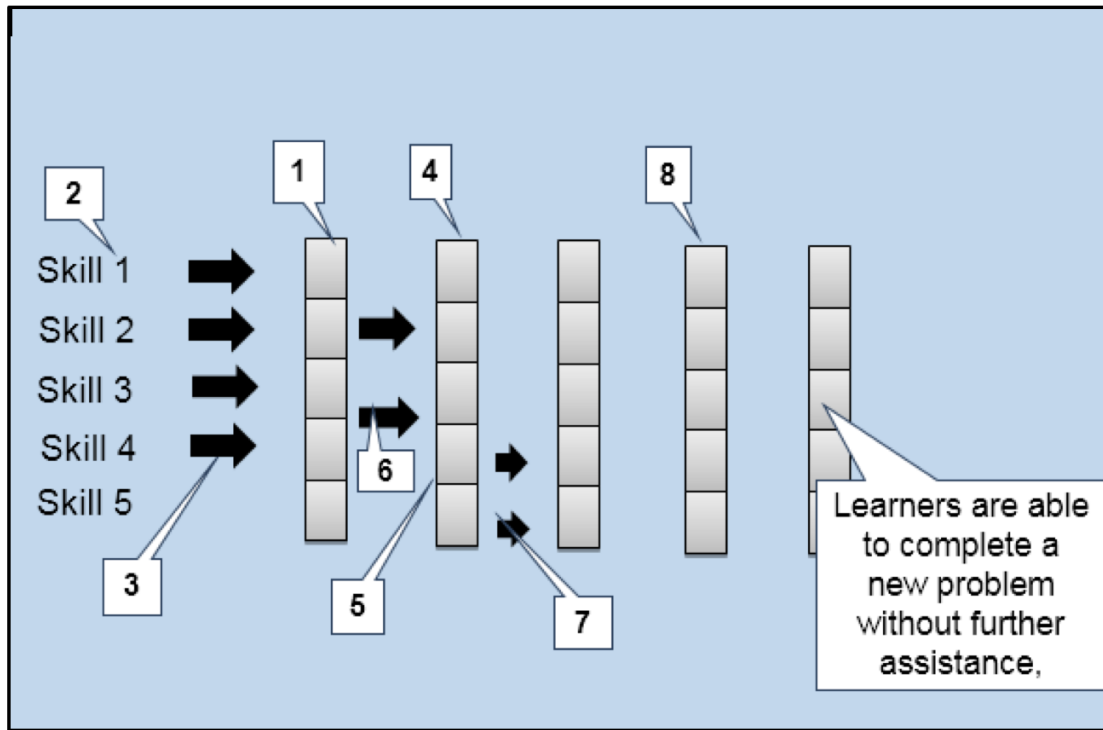 1
4
8
2
Skill 1
Skill 2
Skill 3
Skill 4
Skill 5
6
3
5
7
Learners are able
to complete a
new problem
without further
assistance,